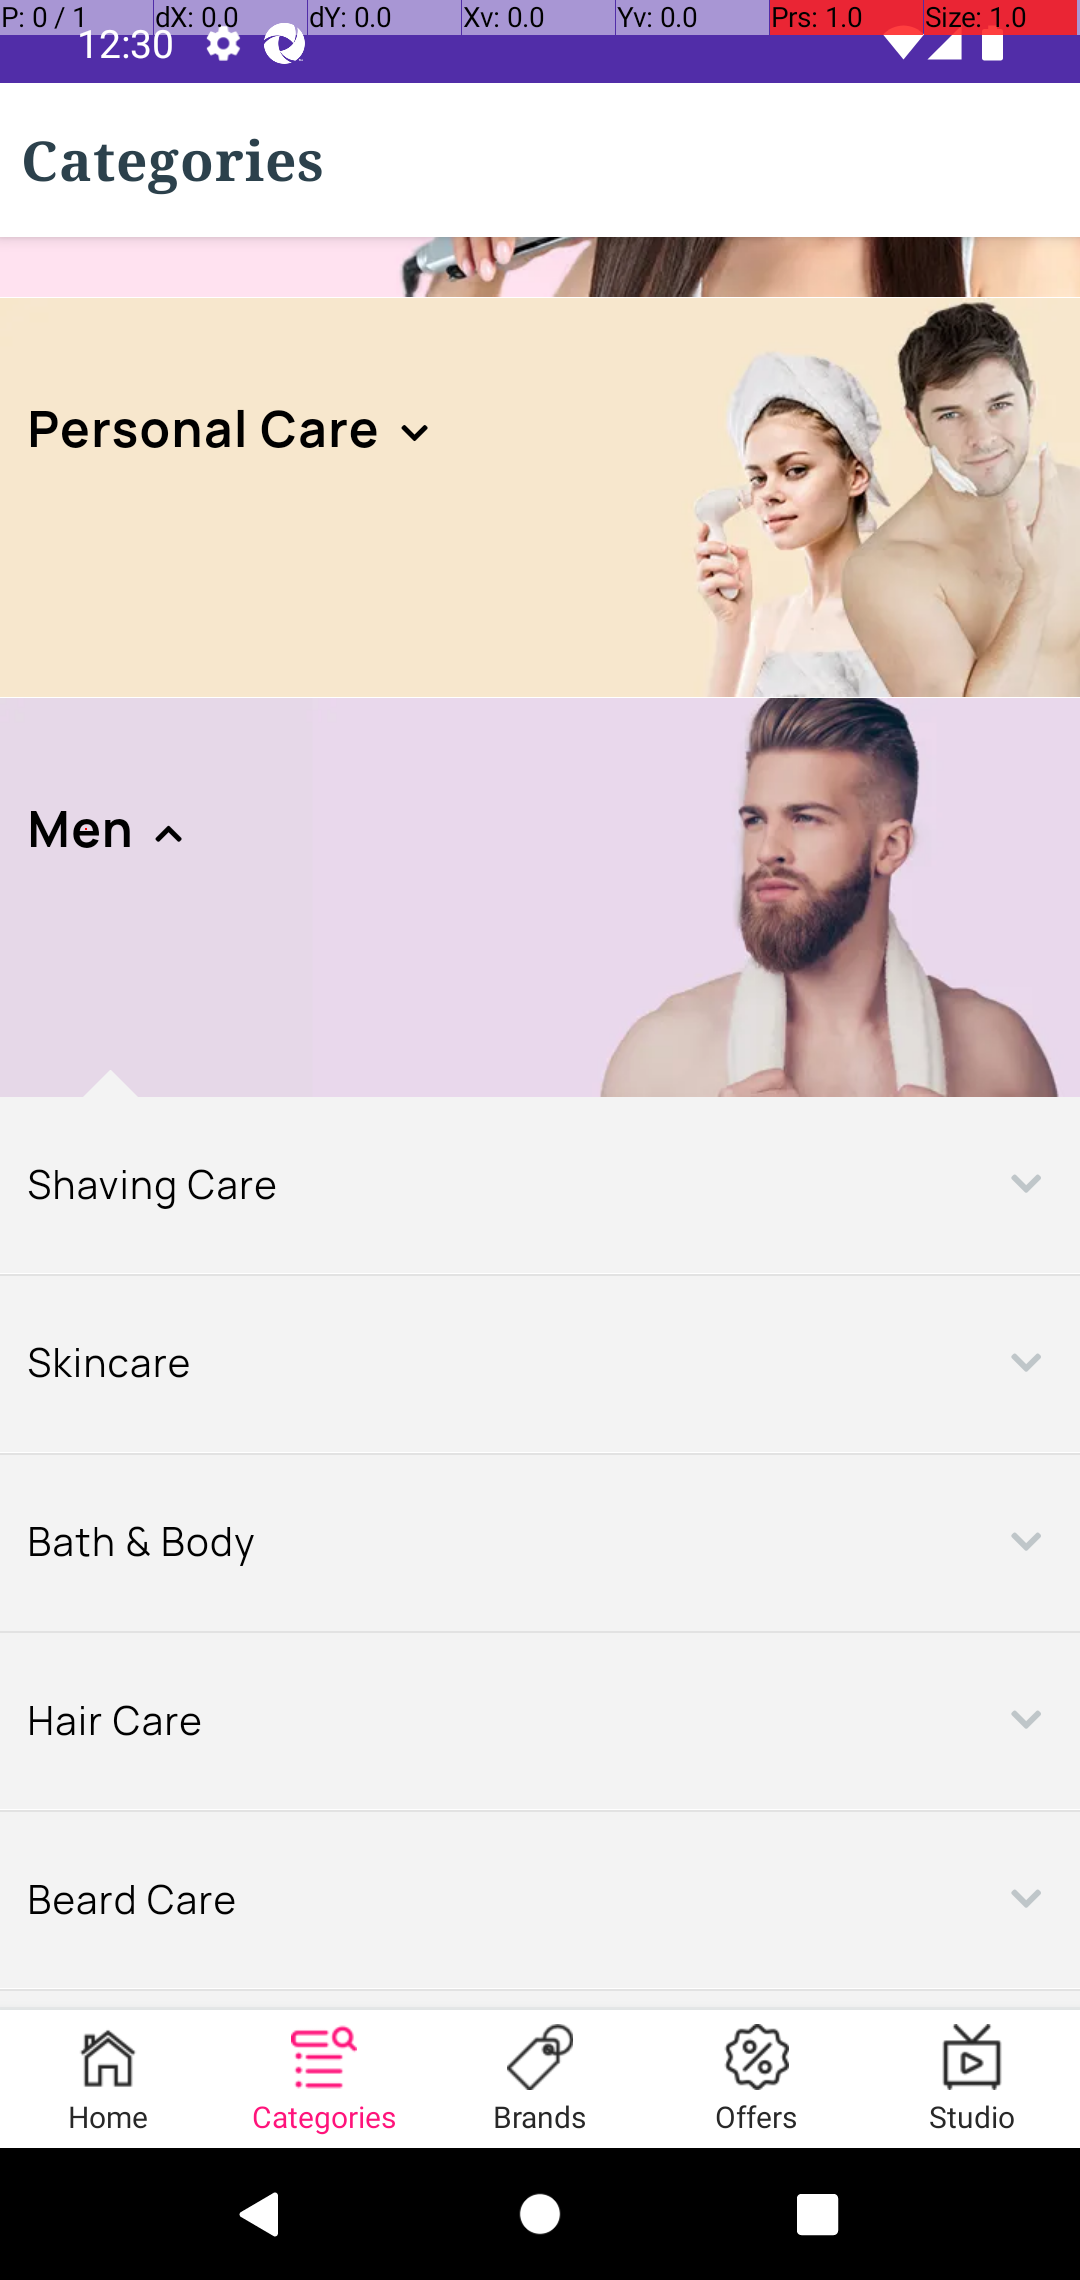 P: 0 / 1 dX: 0.0 dY: 0.0 Xv: 0.0 Yv: 0.0 Prs: 1.0 Size: 1.0
12:30
Categories
Personal Care
Men
Shaving Care
Skincare
Bath & Body
Hair Care
Beard Care
Home Categories Brands Offers Studio